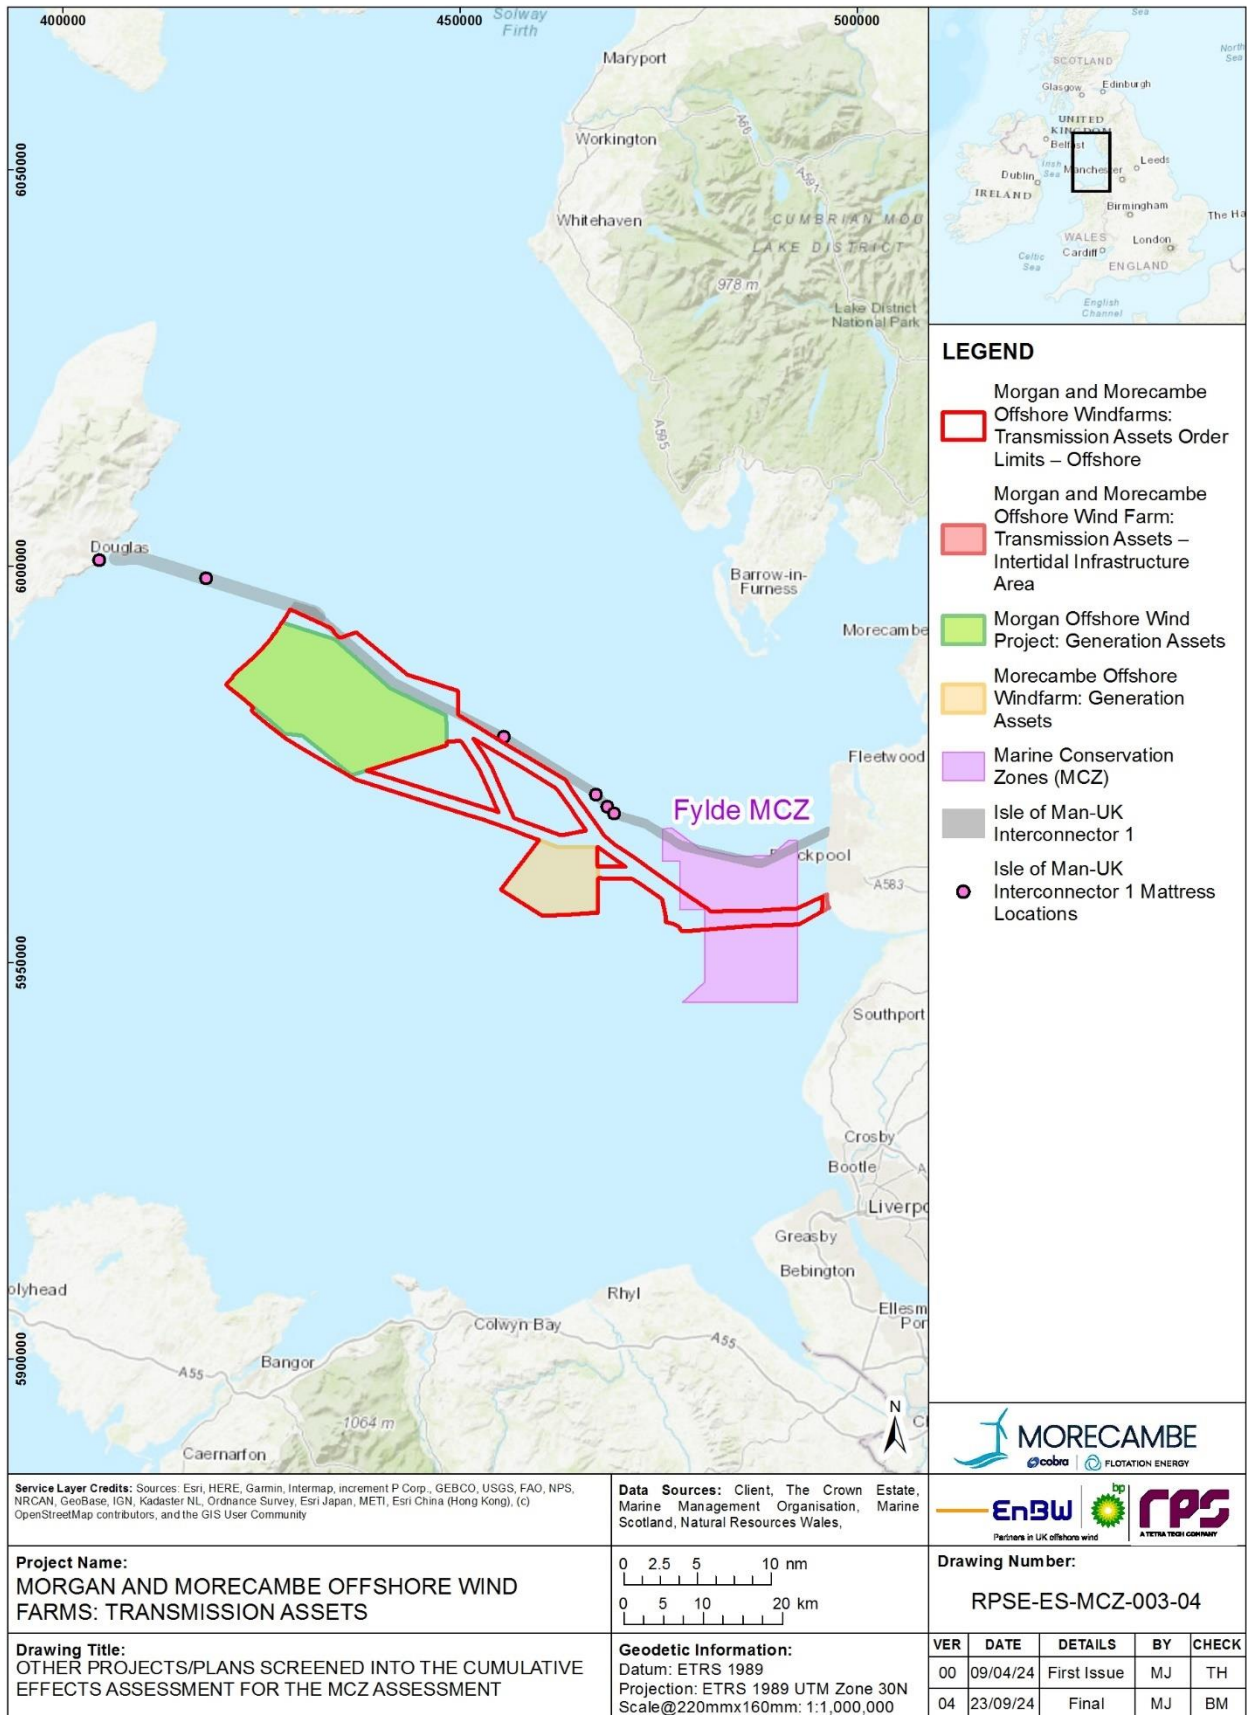 400000
450000
500000
6050000
6000000
5950000
5900000
Solway
Firth
Maryport
Workington
Whitehaven
A66
A591
CUMBRIAN MOU
LAKE DISTRICT
978 m
Lake District
National Park
A595
Douglas
Barrow-in-
Furness
Morecambe
Fleetwood
Fylde MCZ
ckpool
A583
Southport
Crosby
Bootle
Liverpo
Greasby
Bebington
olyhead
Rhyl
Ellesm
Por
Colwyn Bay
A55
A55
Bangor
1064 m
Caernarfon
N
Sea
North
Sea
SCOTLAND
Glasgow
Edinburgh
UNITED
KINGDOM
Belfast
Irish
Sea
Leeds
Manchester
Dublin
IRELAND
Birmingham
The Ha
WALES
London
Cardiff
Celtic
Sea
ENGLAND
English
Channel
LEGEND
Morgan and Morecambe
Offshore Windfarms:
Transmission Assets Order
Limits – Offshore
Morgan and Morecambe
Offshore Wind Farm:
Transmission Assets –
Intertidal Infrastructure
Area
Morgan Offshore Wind
Project: Generation Assets
Morecambe Offshore
Windfarm: Generation
Assets
Marine Conservation
Zones (MCZ)
Isle of Man-UK
Interconnector 1
Isle of Man-UK
Interconnector 1 Mattress
Locations
MORECAMBE
cobra FLOTATION ENERGY
EnBW bp rps
Partners in UK offshore wind
A TETRA TECH COMPANY
Service Layer Credits: Sources: Esri, HERE, Garmin, Intermap, increment P Corp., GEBCO, USGS, FAO, NPS,
NRCAN, GeoBase, IGN, Kadaster NL, Ordnance Survey, Esri Japan, METI, Esri China (Hong Kong), (c)
OpenStreetMap contributors, and the GIS User Community
Data Sources: Client, The Crown Estate,
Marine Management Organisation, Marine
Scotland, Natural Resources Wales,
Project Name:
MORGAN AND MORECAMBE OFFSHORE WIND
FARMS: TRANSMISSION ASSETS
0 2.5 5 10 nm
0 5 10 20 km
Drawing Number:
RPSE-ES-MCZ-003-04
Drawing Title:
OTHER PROJECTS/PLANS SCREENED INTO THE CUMULATIVE
EFFECTS ASSESSMENT FOR THE MCZ ASSESSMENT
Geodetic Information:
Datum: ETRS 1989
Projection: ETRS 1989 UTM Zone 30N
Scale@220mmx160mm: 1:1,000,000
VER DATE DETAILS BY CHECK
00 09/04/24 First Issue MJ TH
04 23/09/24 Final MJ BM